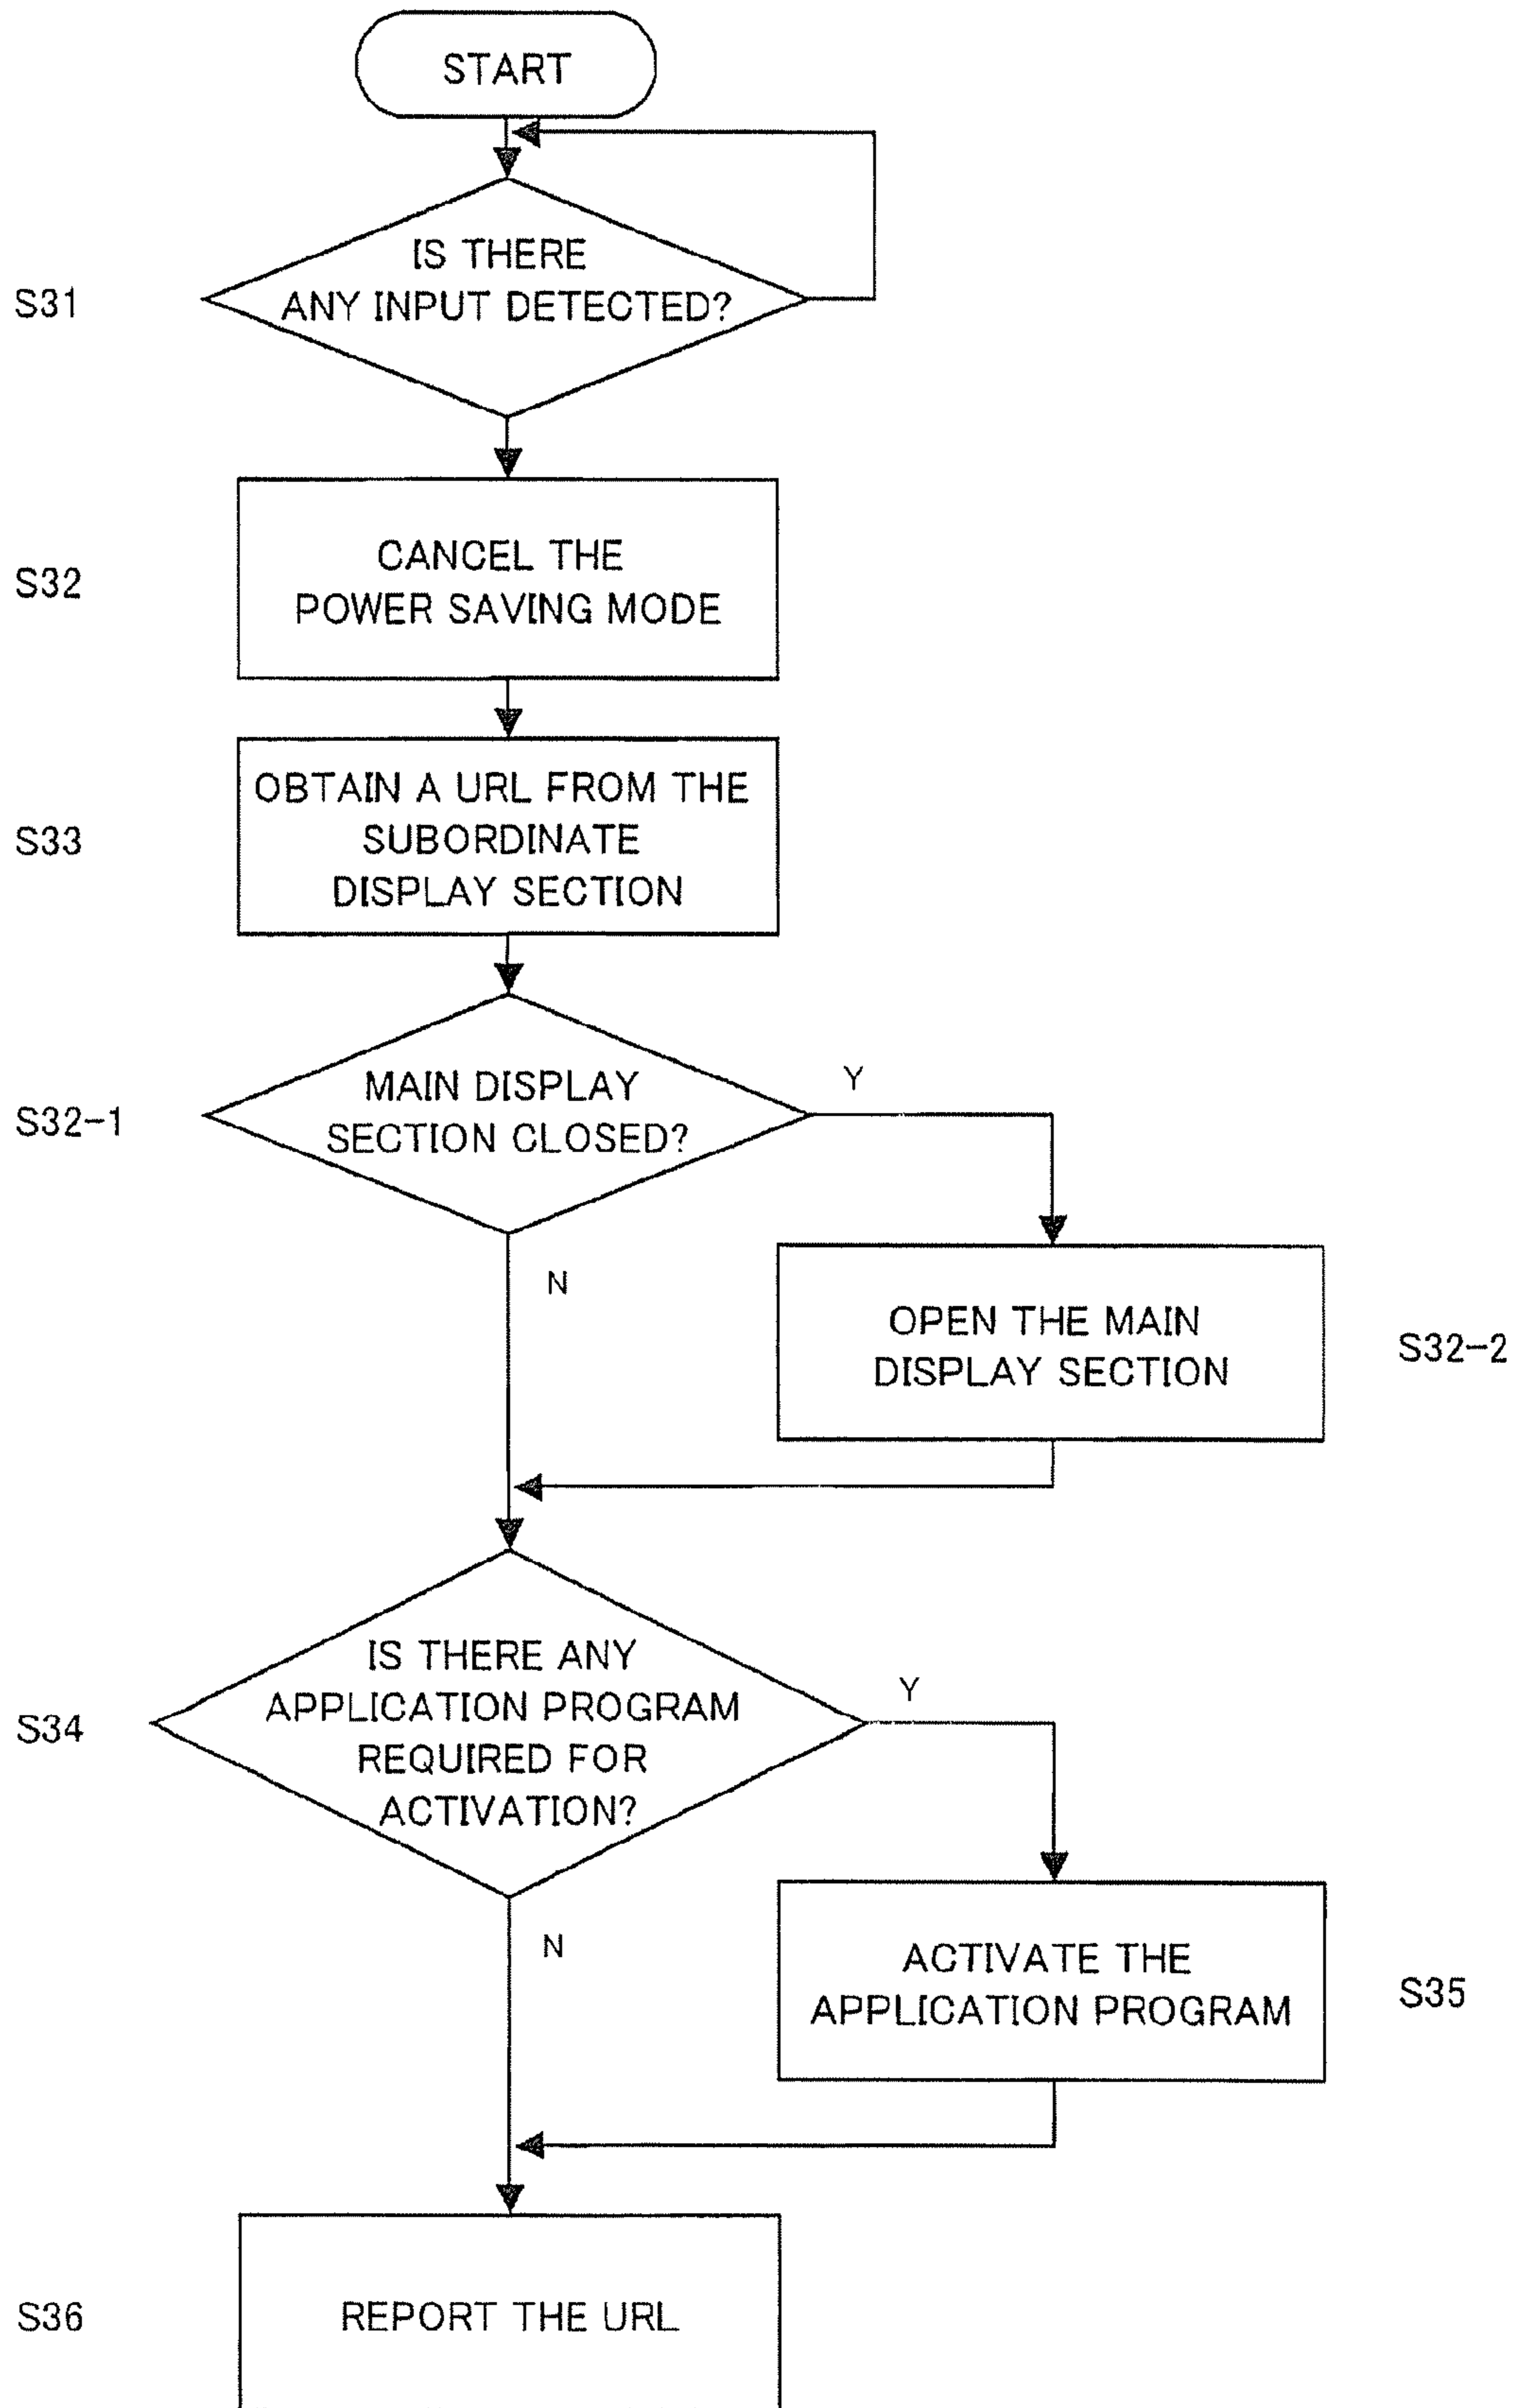 START
S31
IS THERE
ANY INPUT DETECTED?
S32
CANCEL THE
POWER SAVING MODE
S33
OBTAIN A URL FROM THE
SUBORDINATE
DISPLAY SECTION
S32-1
MAIN DISPLAY
SECTION CLOSED?
Y
N
OPEN THE MAIN
DISPLAY SECTION
S32-2
S34
IS THERE ANY
APPLICATION PROGRAM
REQUIRED FOR
ACTIVATION?
Y
N
ACTIVATE THE
APPLICATION PROGRAM
S35
S36
REPORT THE URL